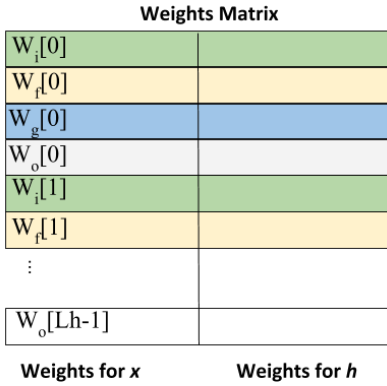 Weights Matrix
W_i[0]
W_f[0]
W_g[0]
W_o[0]
W_i[1]
W_f[1]
...
W_o[Lh-1]
Weights for x Weights for h